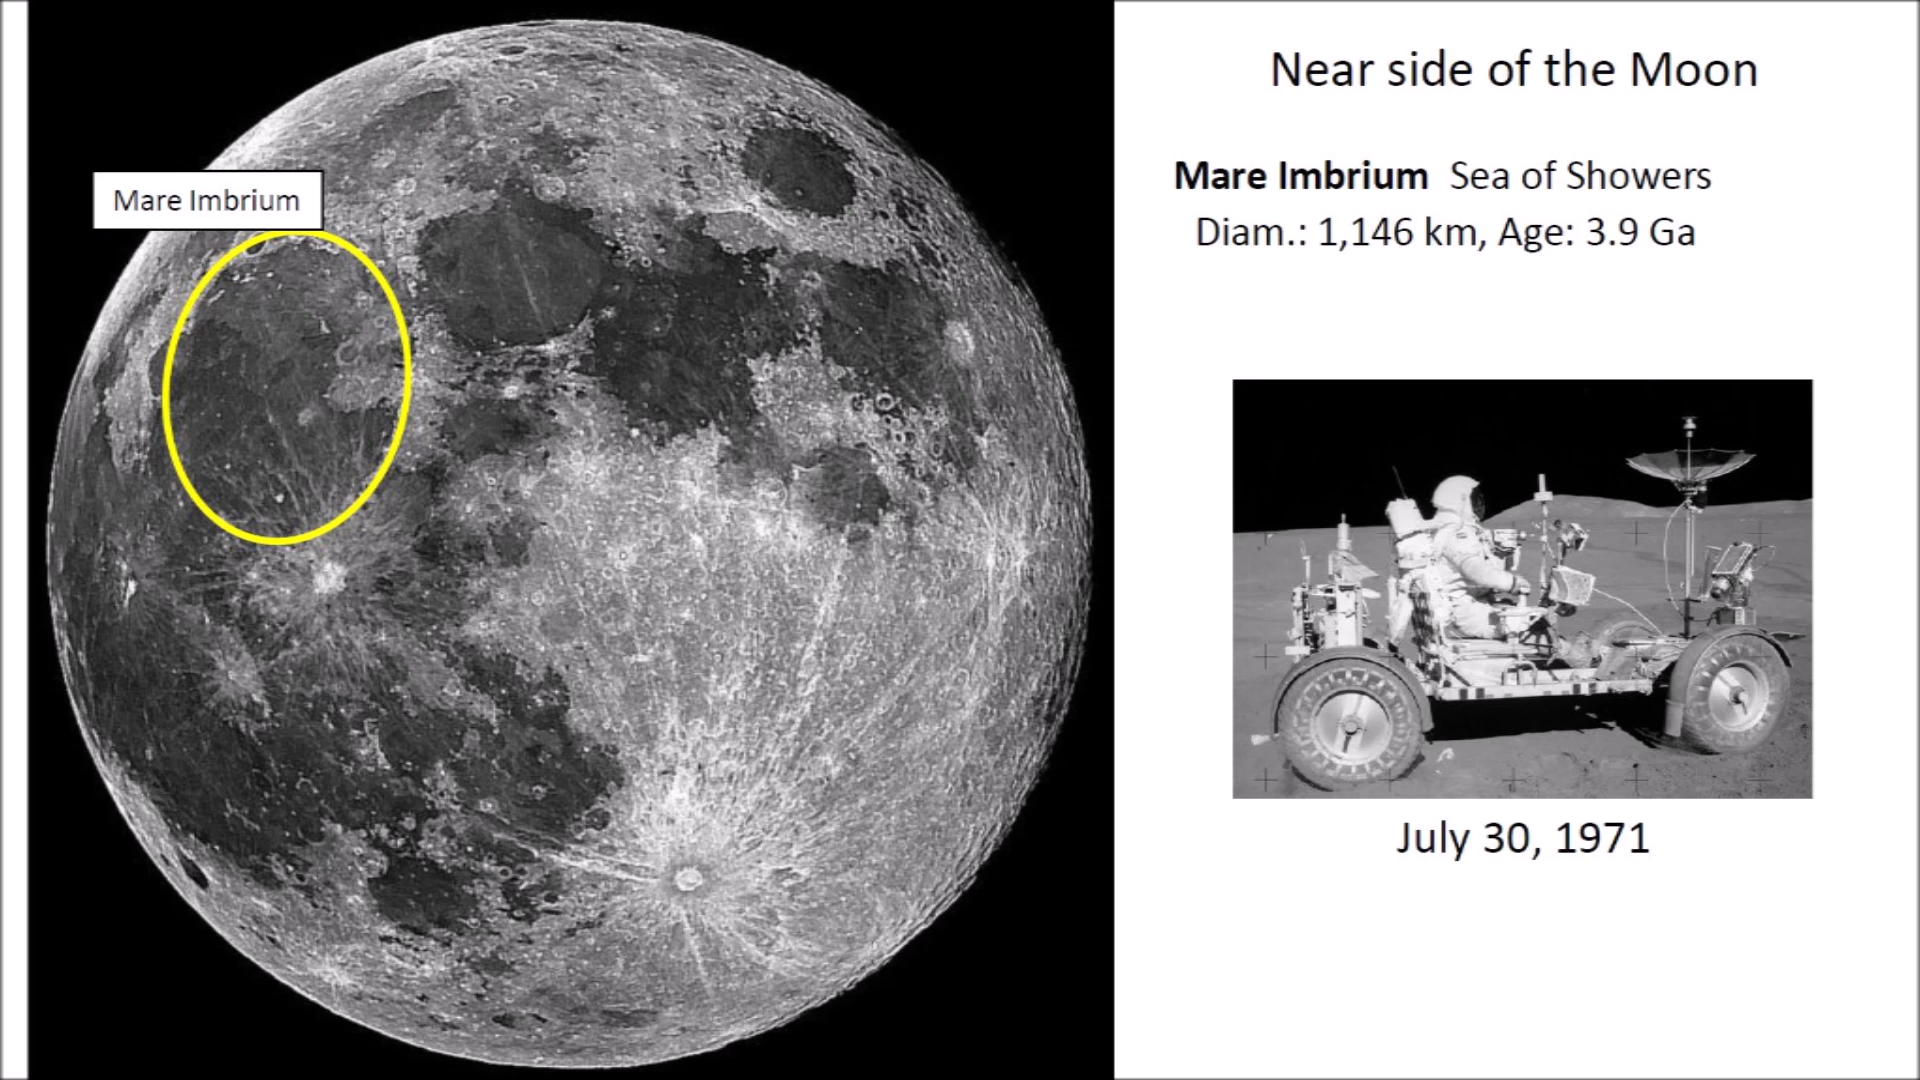 Near side of the Moon
Mare Imbrium
Mare Imbrium Sea of Showers
Diam.: 1,146 km, Age: 3.9 Ga
July 30, 1971